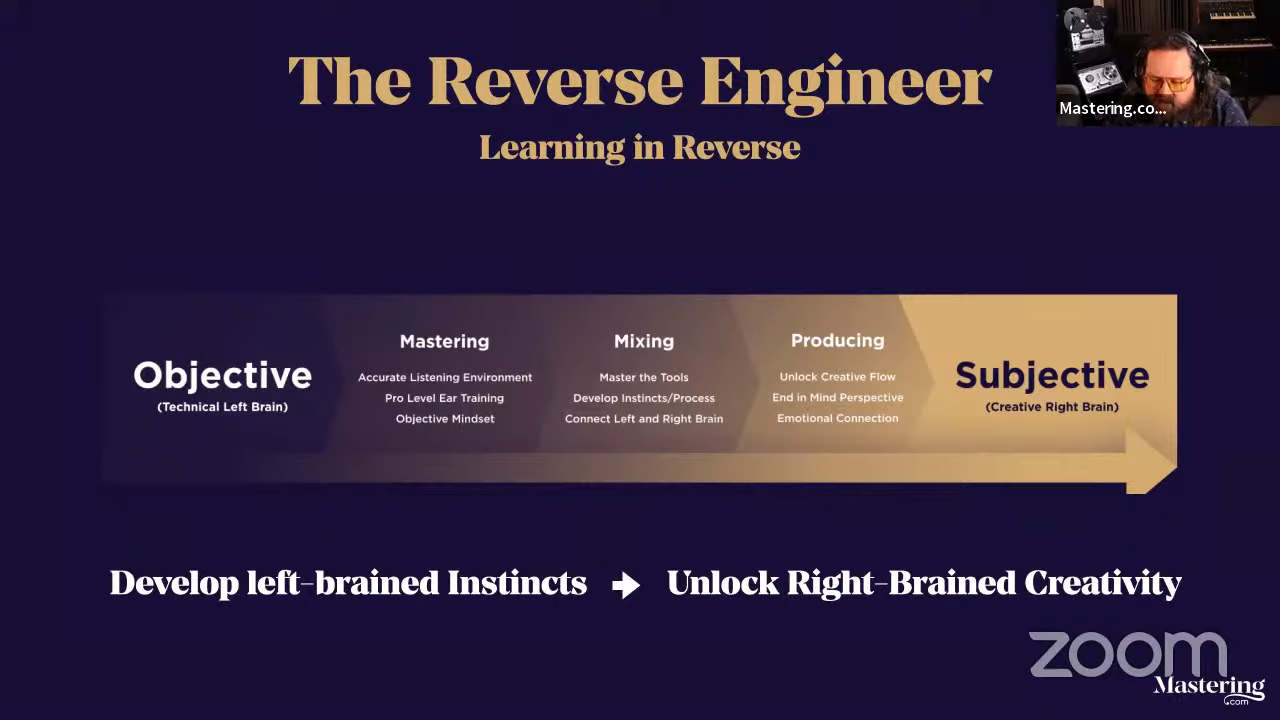 The Reverse Engineer
Learning in Reverse
Mastering.co...
Objective
(Technical Left Brain)
Mastering
Accurate Listening Environment
Pro Level Ear Training
Objective Mindset
Mixing
Master the Tools
Develop Instincts/Process
Connect Left and Right Brain
Producing
Unlock Creative Flow
End in Mind Perspective
Emotional Connection
Subjective
(Creative Right Brain)
Develop left-brained Instincts
Unlock Right-Brained Creativity
zoom
Mastering
.com